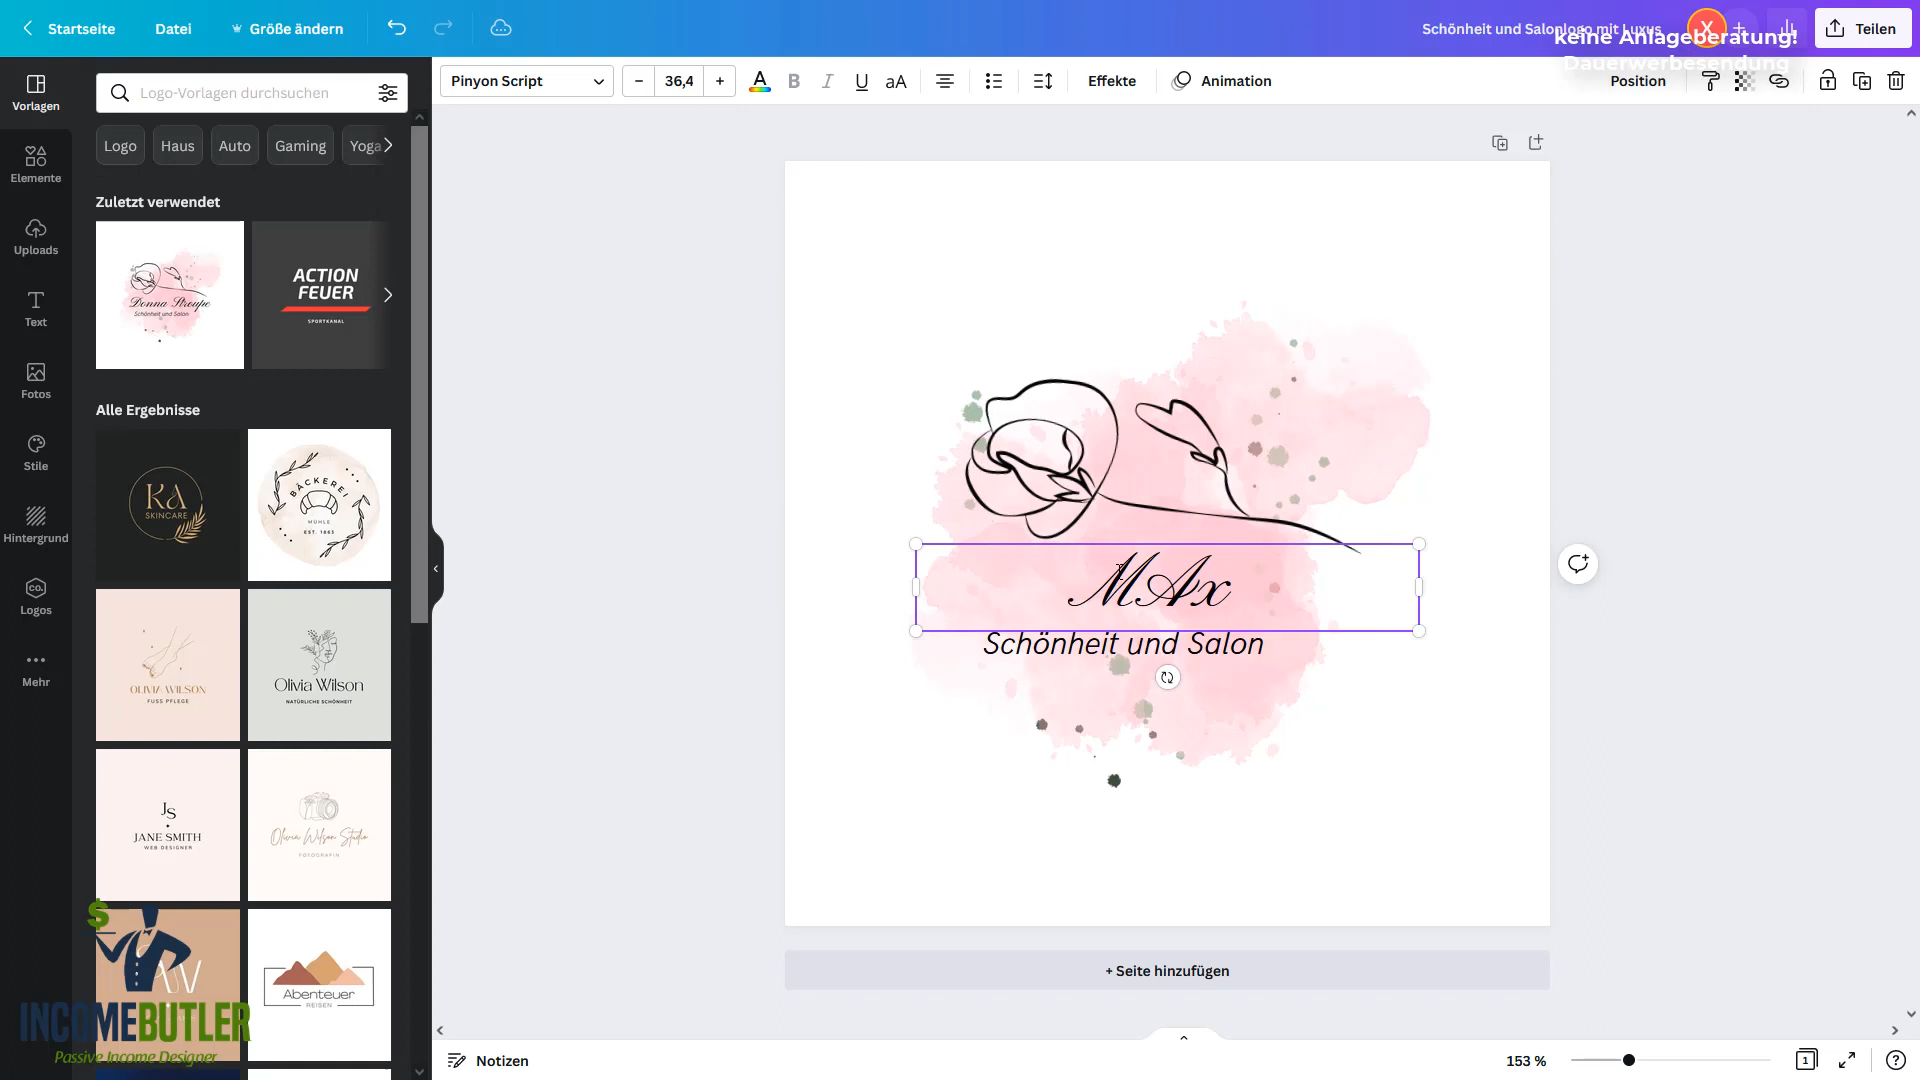 Startseite
Datei
Größe ändern
Schönheit und Salonlogo mit Luxus
X
Teilen
keine Anlageberatung!
Dauerwerbesendung
Vorlagen
Elemente
Uploads
Text
Fotos
Stile
Hintergrund
CO.
Logos
Mehr
Logo-Vorlagen durchsuchen
Logo
Haus
Auto
Gaming
Yoga
Zuletzt verwendet
Donna Stroupe
Schönheit und Salon
ACTION
FEUER
SPORTKANAL
Alle Ergebnisse
KA
SKINCARE
BÄCKEREI
MÜHLE
EST. 1865
OLIVIA WILSON
FUSS PFLEGE
Olivia Wilson
NATÜRLICHE SCHÖNHEIT
JS
JANE SMITH
WEB DESIGNER
Olivia Wilson Studio
FOTOGRAFIN
Abenteuer
REISEN
$
INCOMEBUTLER
Passive Income Designer
Pinyon Script
– 36,4 +
A B I U aA
Effekte
Animation
Position
MAx
Schönheit und Salon
+ Seite hinzufügen
Notizen
153 %
1
?